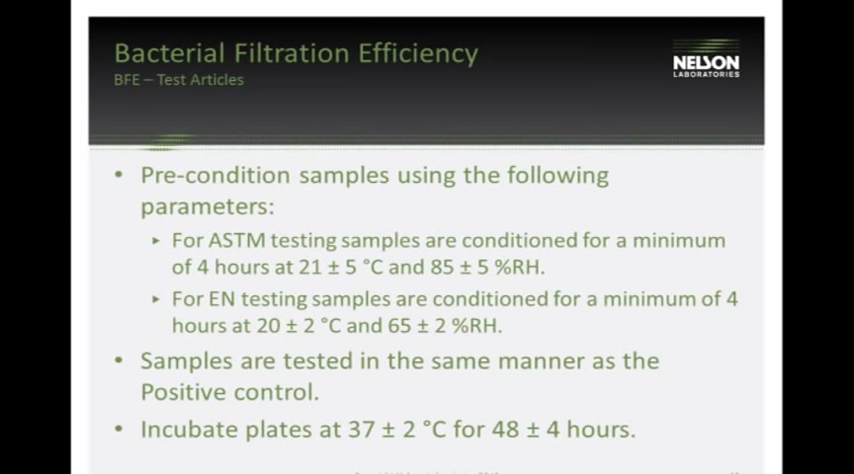 Bacterial Filtration Efficiency
BFE – Test Articles
NELSON
LABORATORIES
• Pre-condition samples using the following
parameters:
▸ For ASTM testing samples are conditioned for a minimum
of 4 hours at 21 ± 5 °C and 85 ± 5 %RH.
▸ For EN testing samples are conditioned for a minimum of 4
hours at 20 ± 2 °C and 65 ± 2 %RH.
• Samples are tested in the same manner as the
Positive control.
• Incubate plates at 37 ± 2 °C for 48 ± 4 hours.